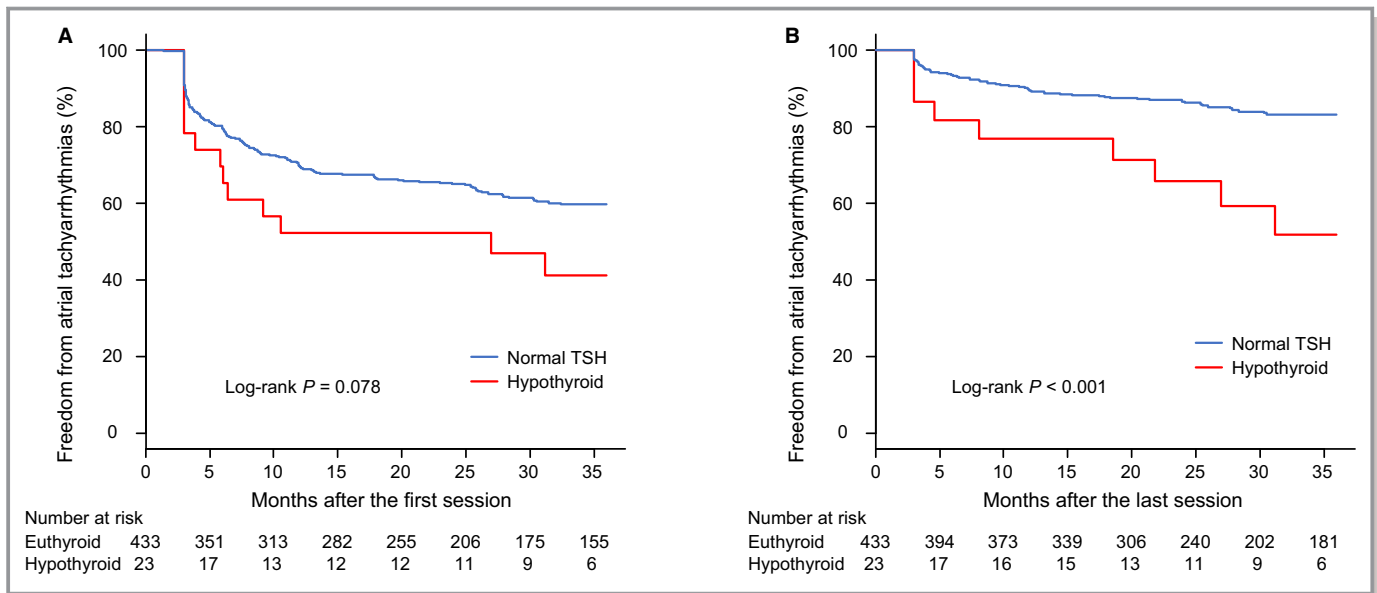 A
Freedom from atrial tachyarrhythmias (%)
100
80
60
40
20
0
Normal TSH
Hypothyroid
Log-rank P = 0.078
0 5 10 15 20 25 30 35
Months after the first session
Number at risk
Euthyroid 433 351 313 282 255 206 175 155
Hypothyroid 23 17 13 12 12 11 9 6
B
Freedom from atrial tachyarrhythmias (%)
100
80
60
40
20
0
Normal TSH
Hypothyroid
Log-rank P < 0.001
0 5 10 15 20 25 30 35
Months after the last session
Number at risk
Euthyroid 433 394 373 339 306 240 202 181
Hypothyroid 23 17 16 15 13 11 9 6